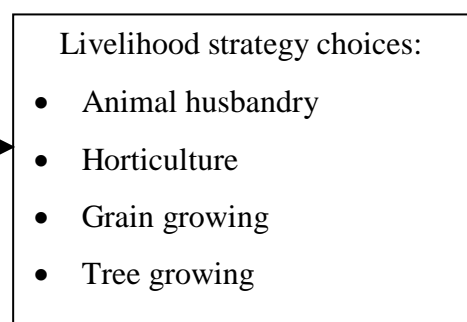 Livelihood strategy choices:
• Animal husbandry
• Horticulture
• Grain growing
• Tree growing